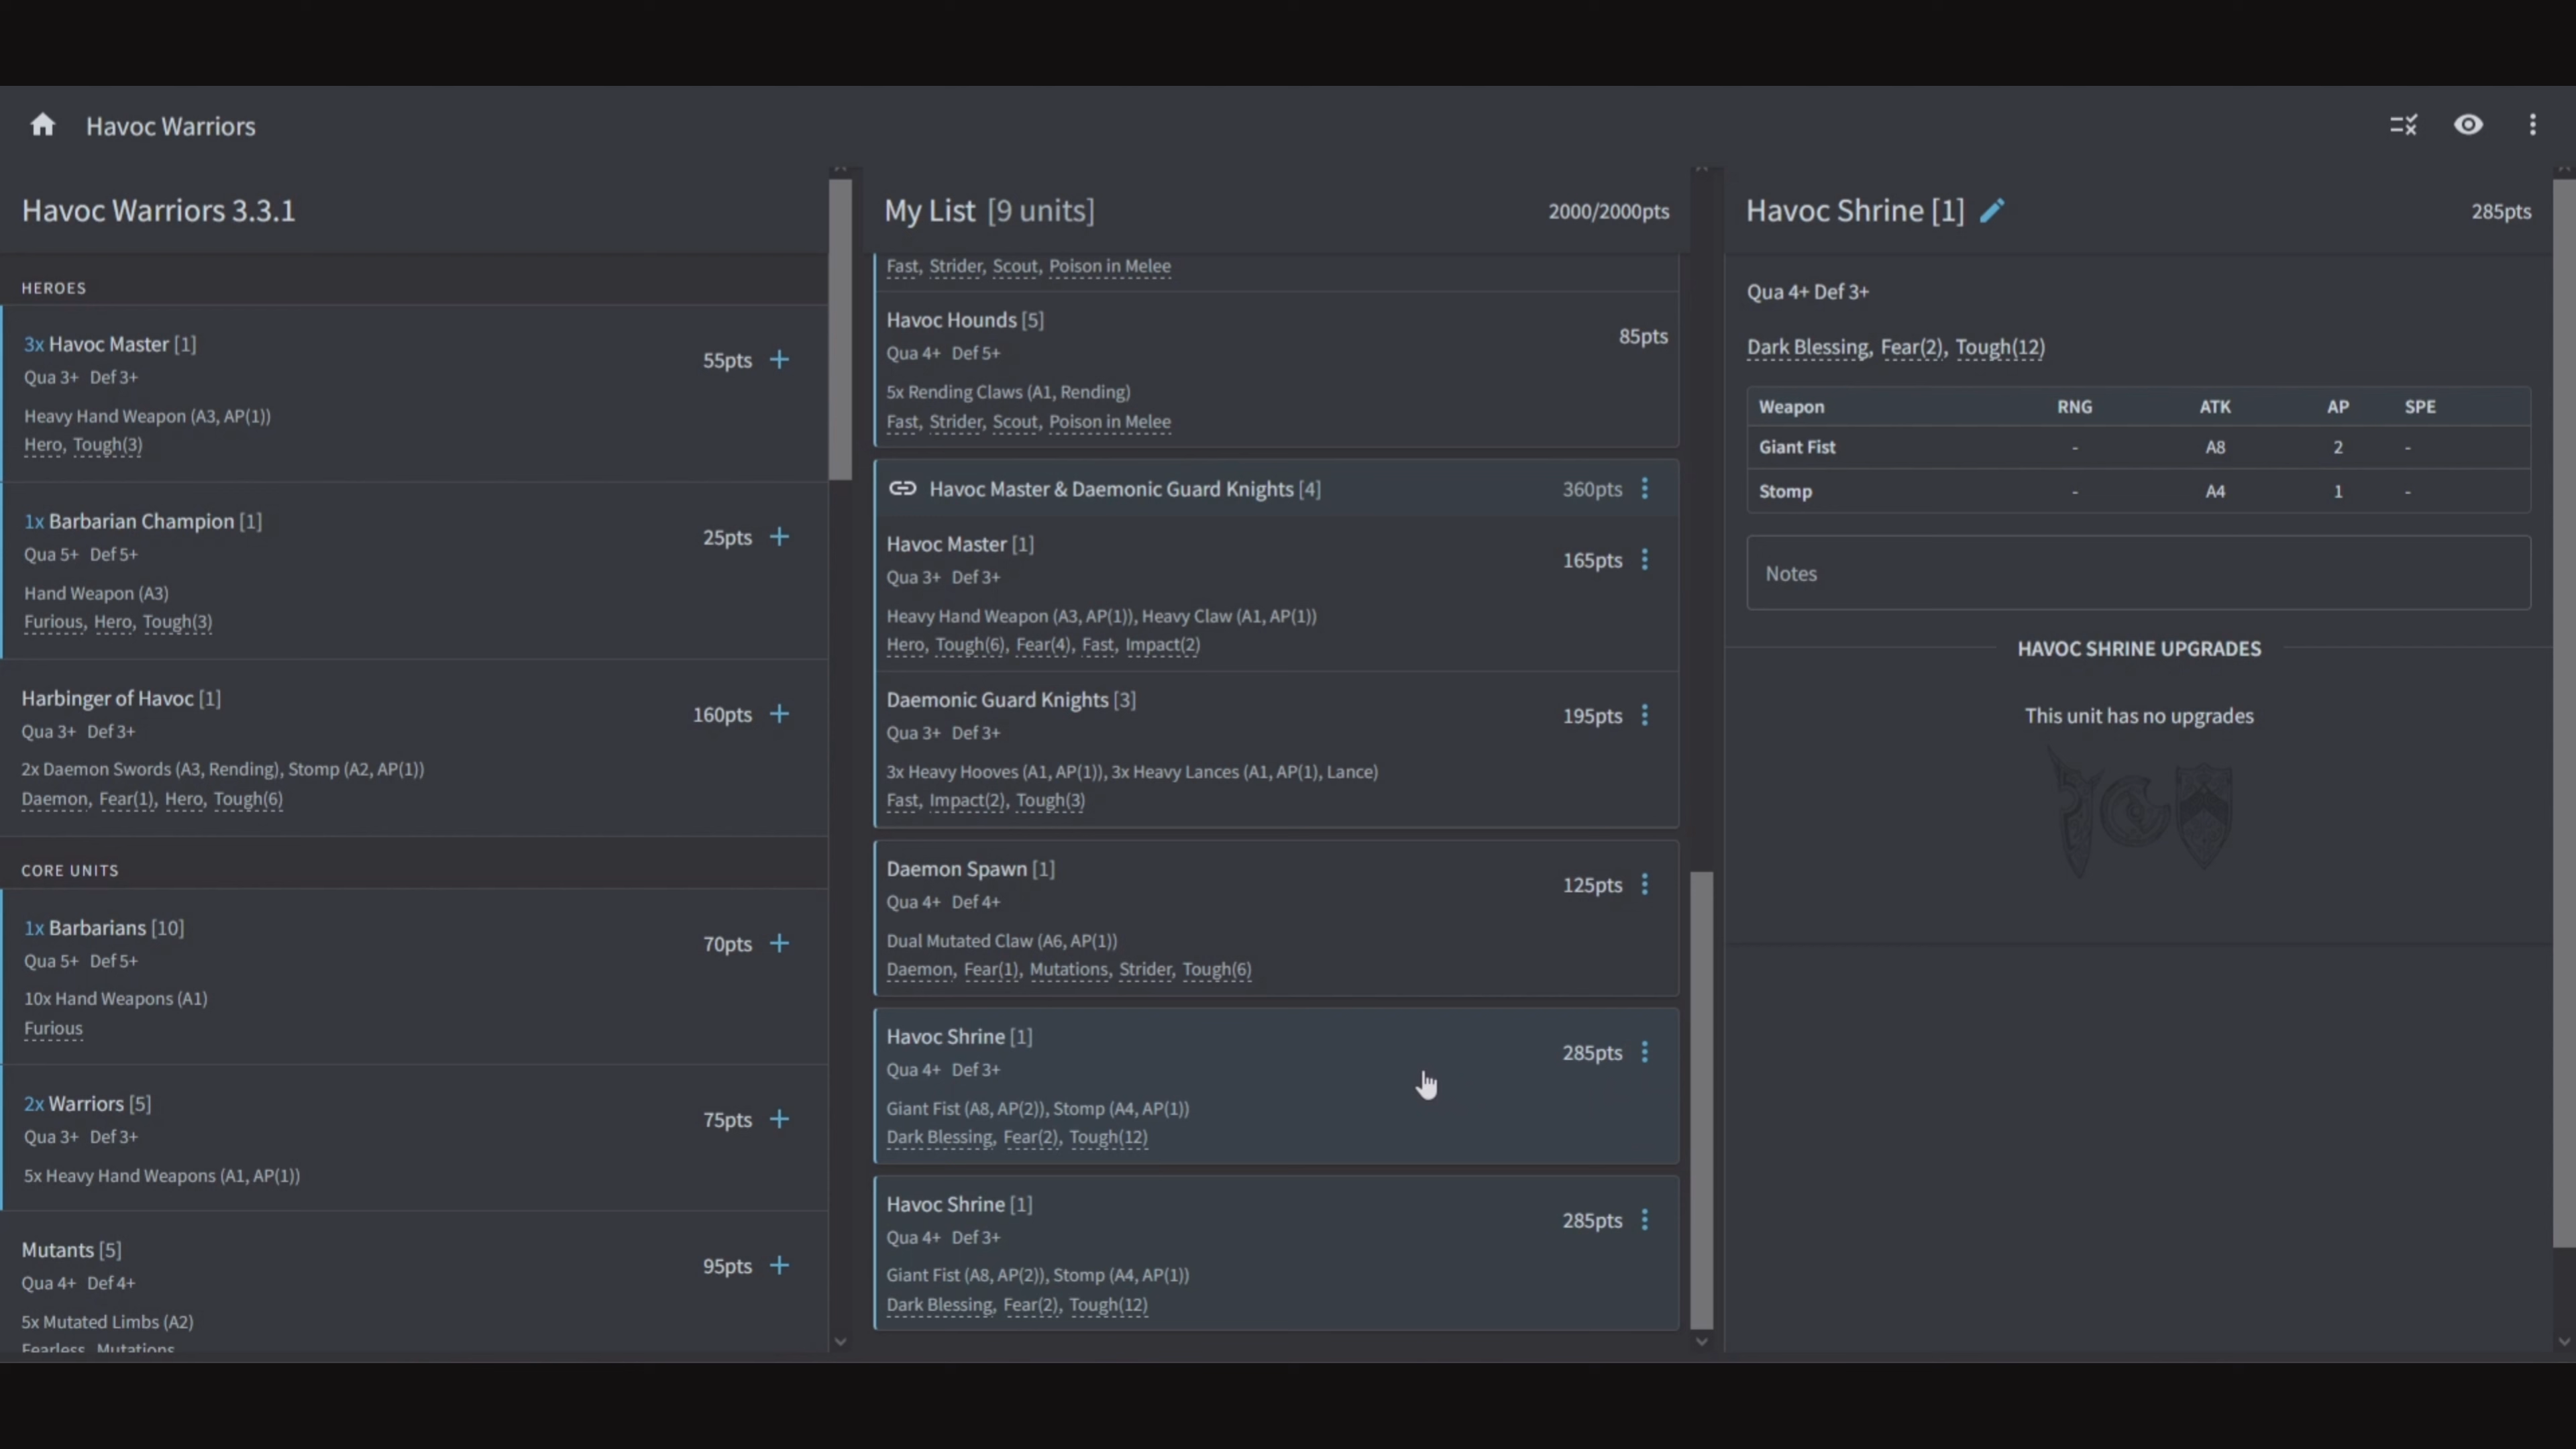 Havoc Warriors
Havoc Warriors 3.3.1
HEROES
3x Havoc Master [1]
Qua 3+ Def 3+
55pts
Heavy Hand Weapon (A3, AP(1))
Hero, Tough(3)
1x Barbarian Champion [1]
Qua 5+ Def 5+
25pts
Hand Weapon (A3)
Furious, Hero, Tough(3)
Harbinger of Havoc [1]
Qua 3+ Def 3+
160pts
2x Daemon Swords (A3, Rending), Stomp (A2, AP(1))
Daemon, Fear(1), Hero, Tough(6)
CORE UNITS
1x Barbarians [10]
Qua 5+ Def 5+
70pts
10x Hand Weapons (A1)
Furious
2x Warriors [5]
Qua 3+ Def 3+
75pts
5x Heavy Hand Weapons (A1, AP(1))
Mutants [5]
Qua 4+ Def 4+
95pts
5x Mutated Limbs (A2)
Fearless, Mutations
My List [9 units]
2000/2000pts
Fast, Strider, Scout, Poison in Melee
Havoc Hounds [5]
Qua 4+ Def 5+
85pts
5x Rending Claws (A1, Rending)
Fast, Strider, Scout, Poison in Melee
Havoc Master & Daemonic Guard Knights [4]
360pts
Havoc Master [1]
Qua 3+ Def 3+
165pts
Heavy Hand Weapon (A3, AP(1)), Heavy Claw (A1, AP(1))
Hero, Tough(6), Fear(4), Fast, Impact(2)
Daemonic Guard Knights [3]
Qua 3+ Def 3+
195pts
3x Heavy Hooves (A1, AP(1)), 3x Heavy Lances (A1, AP(1), Lance)
Fast, Impact(2), Tough(3)
Daemon Spawn [1]
Qua 4+ Def 4+
125pts
Dual Mutated Claw (A6, AP(1))
Daemon, Fear(1), Mutations, Strider, Tough(6)
Havoc Shrine [1]
Qua 4+ Def 3+
285pts
Giant Fist (A8, AP(2)), Stomp (A4, AP(1))
Dark Blessing, Fear(2), Tough(12)
Havoc Shrine [1]
Qua 4+ Def 3+
285pts
Giant Fist (A8, AP(2)), Stomp (A4, AP(1))
Dark Blessing, Fear(2), Tough(12)
Havoc Shrine [1]
285pts
Qua 4+ Def 3+
Dark Blessing, Fear(2), Tough(12)
Weapon RNG ATK AP SPE
Giant Fist - A8 2 -
Stomp - A4 1 -
Notes
HAVOC SHRINE UPGRADES
This unit has no upgrades